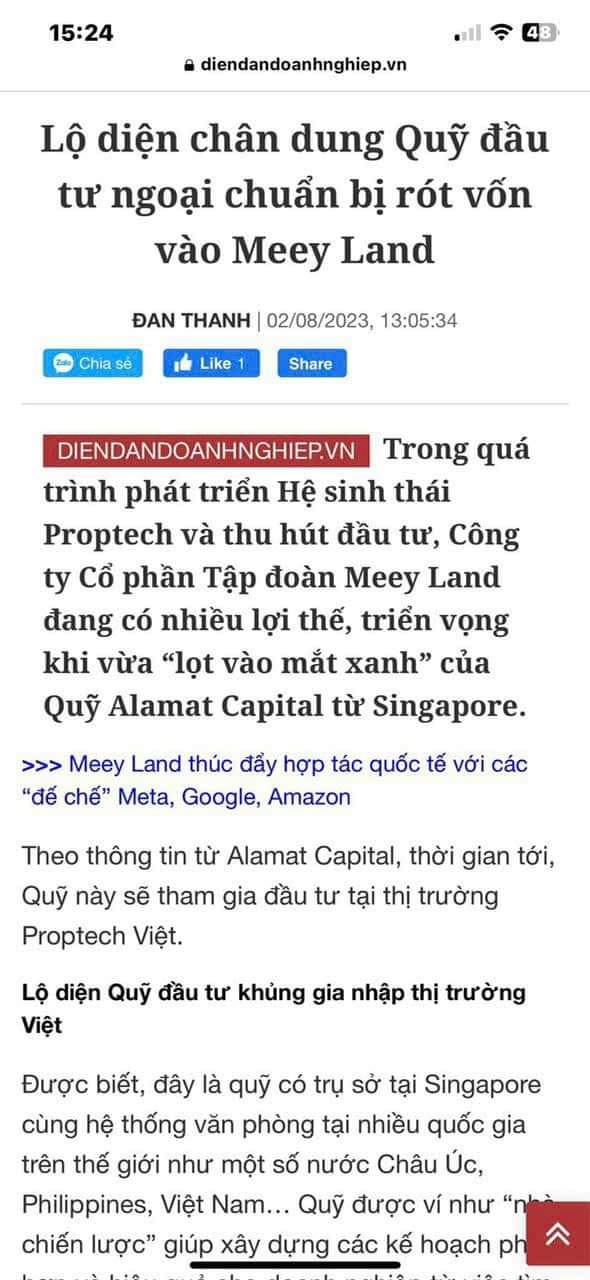 15:24
48
diendandoanhnghiep.vn
Lộ diện chân dung Quỹ đầu
tư ngoại chuẩn bị rót vốn
vào Meey Land
ĐAN THANH | 02/08/2023, 13:05:34
Zalo Chia sẻ Like 1 Share
DIENDANDOANHNGHIEP.VN Trong quá
trình phát triển Hệ sinh thái
Proptech và thu hút đầu tư, Công
ty Cổ phần Tập đoàn Meey Land
đang có nhiều lợi thế, triển vọng
khi vừa “lọt vào mắt xanh” của
Quỹ Alamat Capital từ Singapore.
>>> Meey Land thúc đẩy hợp tác quốc tế với các
“đế chế” Meta, Google, Amazon
Theo thông tin từ Alamat Capital, thời gian tới,
Quỹ này sẽ tham gia đầu tư tại thị trường
Proptech Việt.
Lộ diện Quỹ đầu tư khủng gia nhập thị trường
Việt
Được biết, đây là quỹ có trụ sở tại Singapore
cùng hệ thống văn phòng tại nhiều quốc gia
trên thế giới như một số nước Châu Úc,
Philippines, Việt Nam… Quỹ được ví như “nhà
chiến lược” giúp xây dựng các kế hoạch